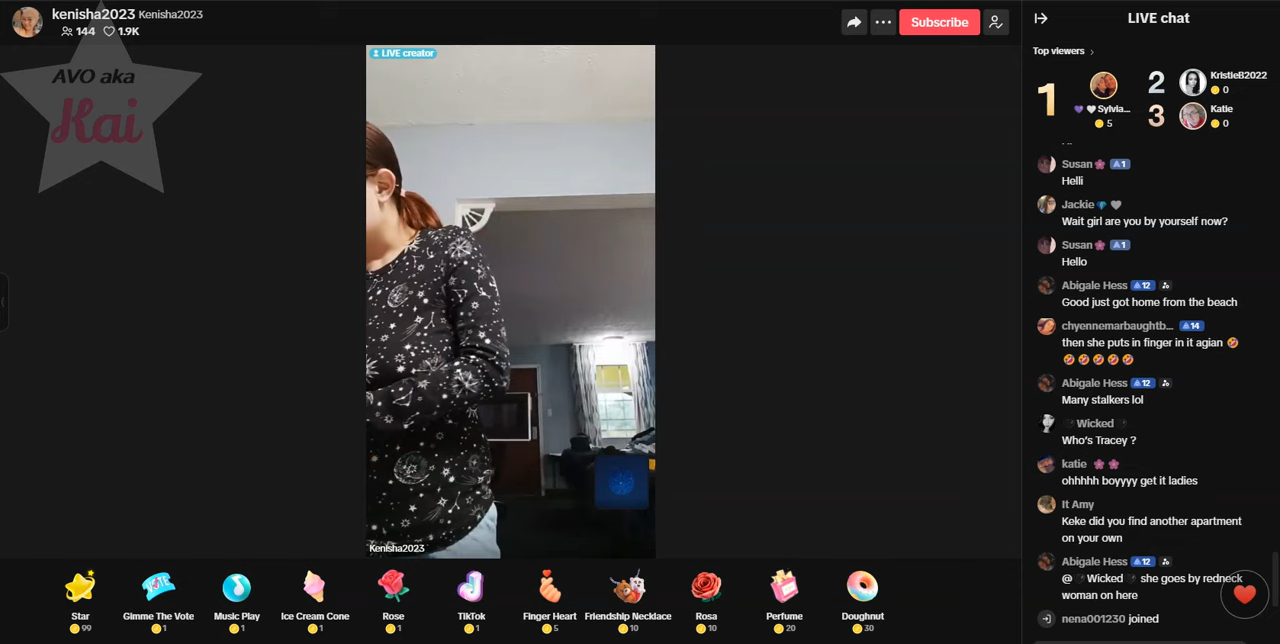 kenisha2023 Kenisha2023
144 1.9K
Subscribe
AVO aka
Kai
LIVE creator
Kenisha2023
Star
99
Gimme The Vote
1
Music Play
1
Ice Cream Cone
1
Rose
1
TikTok
1
Finger Heart
5
Friendship Necklace
10
Rosa
10
Perfume
20
Doughnut
30
LIVE chat
Top viewers
1
💜🤍Sylvia...
5
2
KristieB2022
0
3
Katie
0
Susan🌸 1
Helli
Jackie💎🩶
Wait girl are you by yourself now?
Susan🌸 1
Hello
Abigale Hess 12
Good just got home from the beach
chyennemarbaughtb... 14
then she puts in finger in it agian 🤣
🤣🤣🤣🤣🤣
Abigale Hess 12
Many stalkers lol
Wicked
Who's Tracey ?
katie 🌸🌸
ohhhhh boyyyy get it ladies
It Amy
Keke did you find another apartment
on your own
Abigale Hess 12
@ Wicked she goes by redneck
woman on here
nena001230 joined